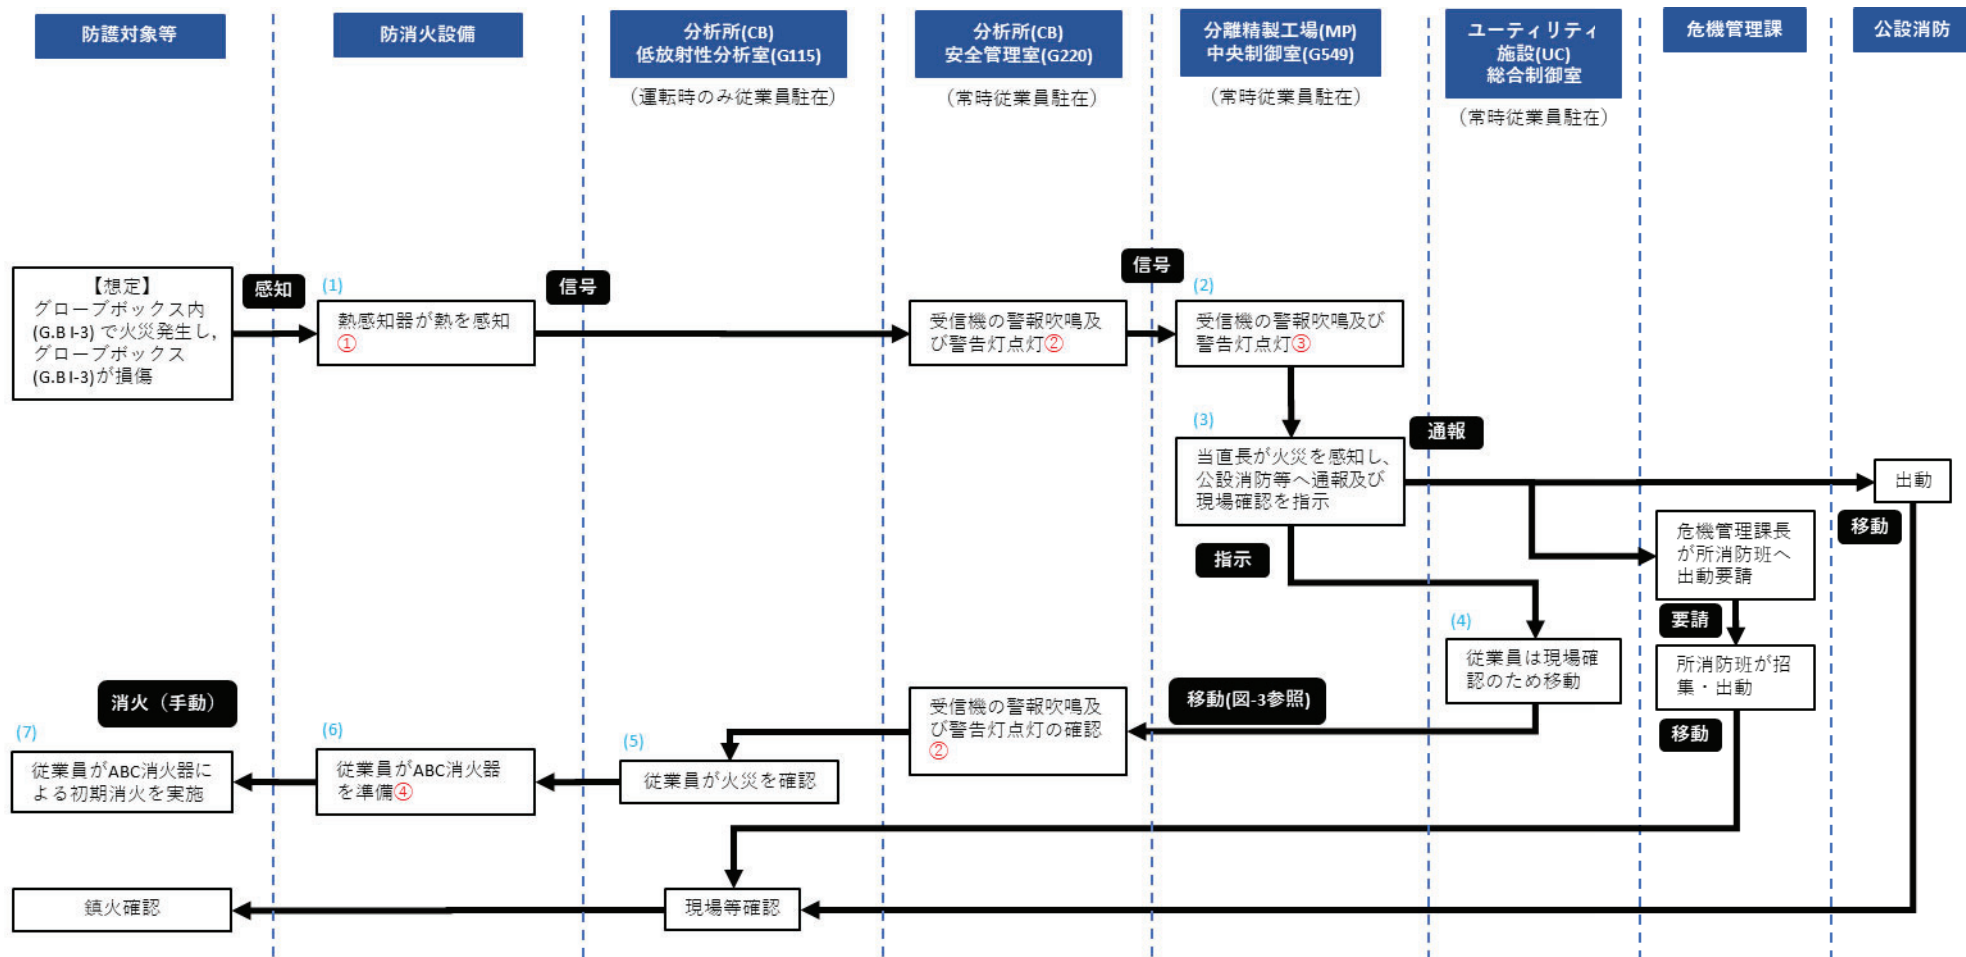 防護対象等
防消火設備
分析所(CB)
低放射性分析室(G115)
（運転時のみ従業員駐在）
分析所(CB)
安全管理室(G220)
（常時従業員駐在）
分離精製工場(MP)
中央制御室(G549)
（常時従業員駐在）
ユーティリティ
施設(UC)
総合制御室
（常時従業員駐在）
危機管理課
公設消防
【想定】
グローブボックス内
(G.B I-3) で火災発生し,
グローブボックス
(G.B I-3)が損傷
感知
(1)
熱感知器が熱を感知
①
信号
受信機の警報吹鳴及
び警告灯点灯②
信号
(2)
受信機の警報吹鳴及び
警告灯点灯③
(3)
当直長が火災を感知し、
公設消防等へ通報及び
現場確認を指示
通報
出動
移動
危機管理課長
が所消防班へ
出動要請
要請
所消防班が招
集・出動
移動
指示
(4)
従業員は現場確
認のため移動
移動(図-3参照)
受信機の警報吹鳴及
び警告灯点灯の確認
②
(5)
従業員が火災を確認
(6)
従業員がABC消火器
を準備④
消火（手動）
(7)
従業員がABC消火器に
よる初期消火を実施
現場等確認
鎮火確認